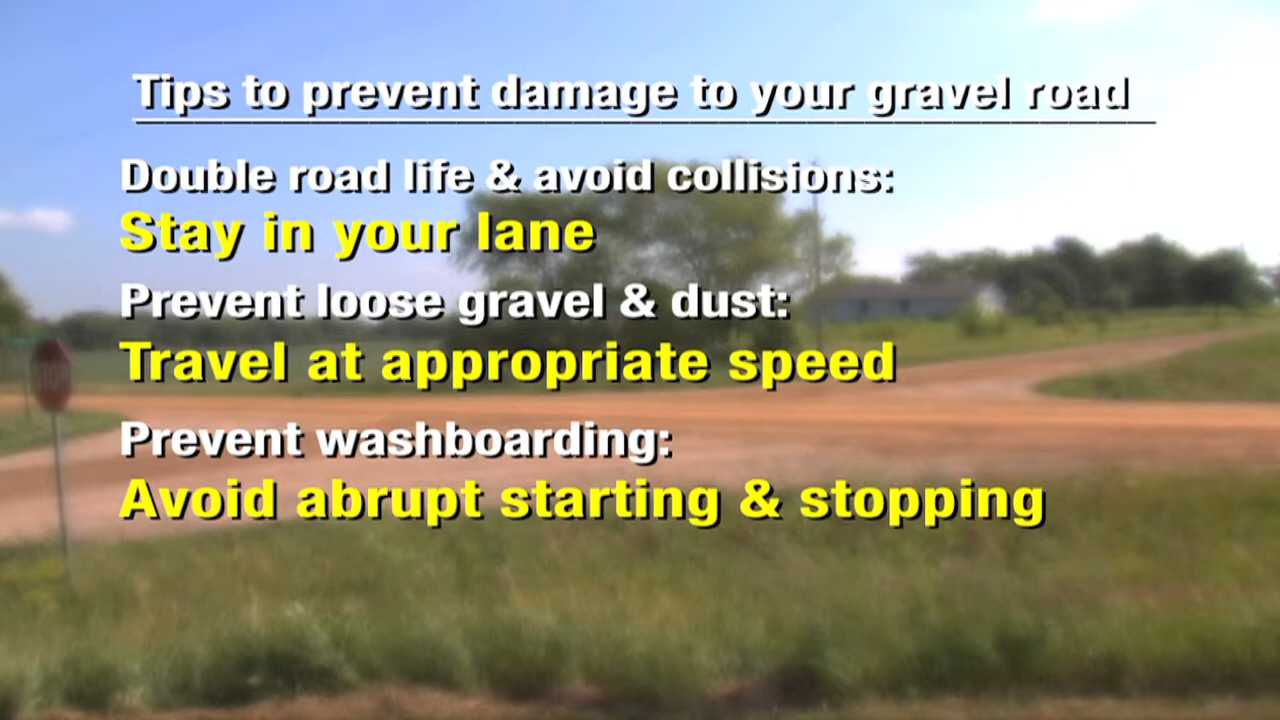 Tips to prevent damage to your gravel road
Double road life & avoid collisions:
Stay in your lane
Prevent loose gravel & dust:
Travel at appropriate speed
Prevent washboarding:
Avoid abrupt starting & stopping